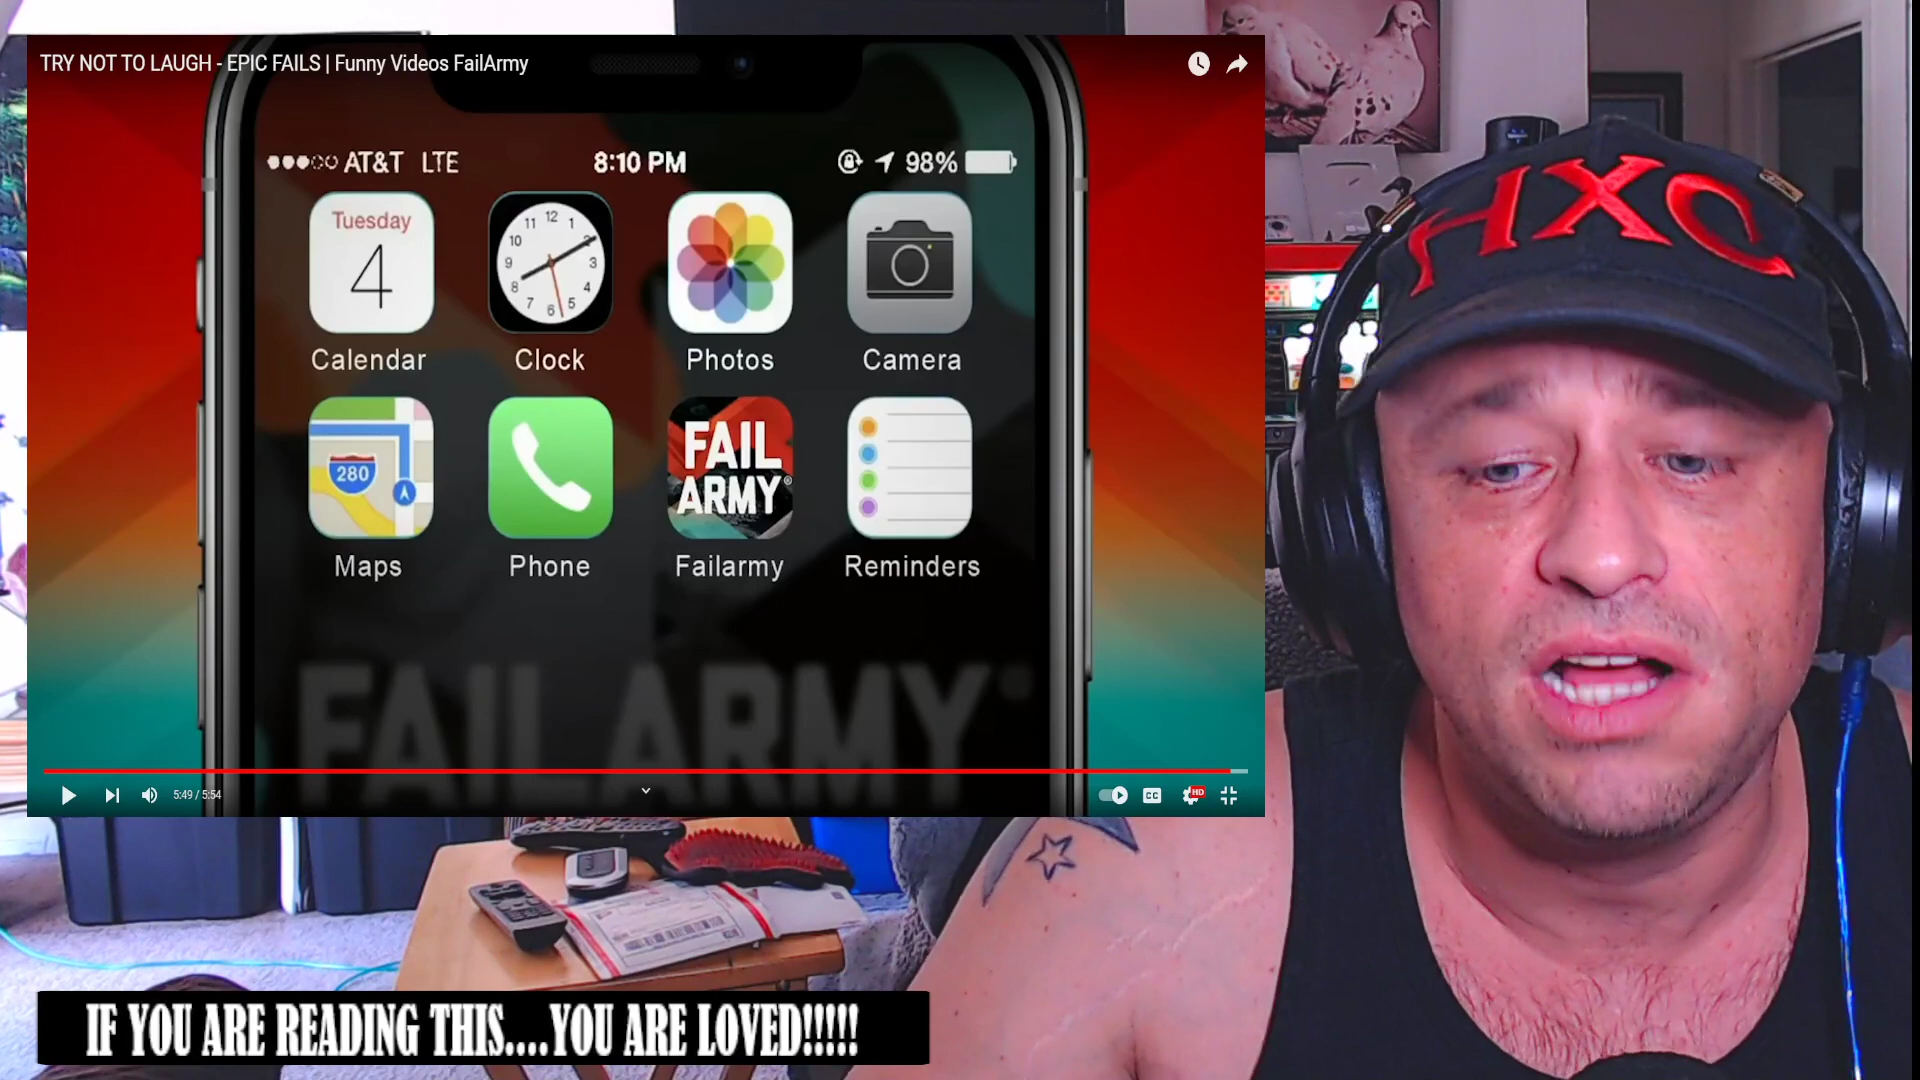 TRY NOT TO LAUGH - EPIC FAILS | Funny Videos FailArmy
AT&T LTE 8:10 PM 98%
Tuesday
4
12
11 1
10 2
9 3
8 4
7 5
6
Calendar Clock Photos Camera
280
FAIL
ARMY®
Maps Phone Failarmy Reminders
FAIL ARMY®
5:49 / 5:54
CC HD
HXC
IF YOU ARE READING THIS....YOU ARE LOVED!!!!!